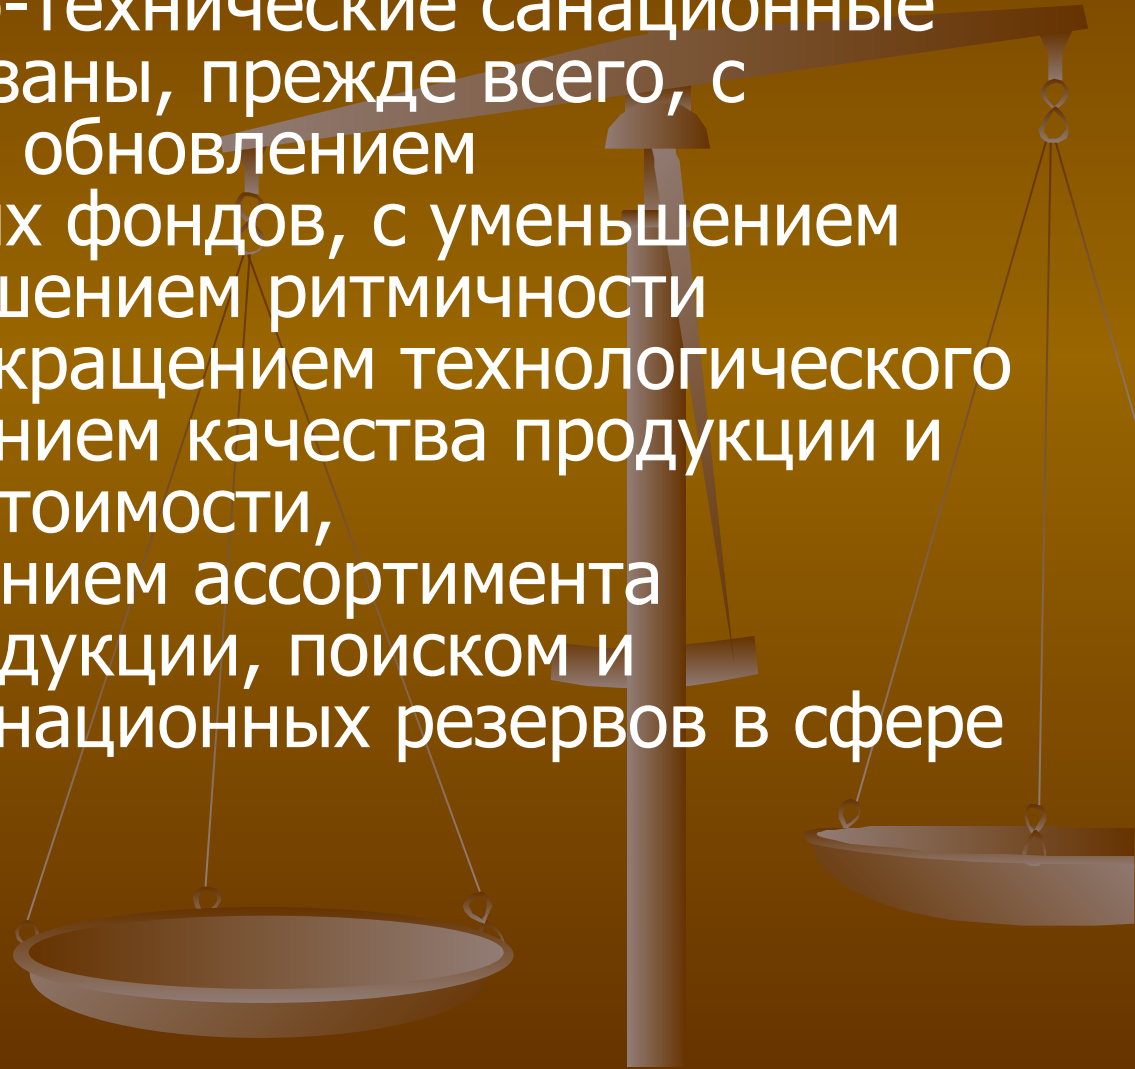 -технические санационные
заны, прежде всего, с
обновлением
их фондов, с уменьшением
шением ритмичности
кращением технологического
нием качества продукции и
тоимости,
нием ассортимента
дукции, поиском и
национных резервов в сфере